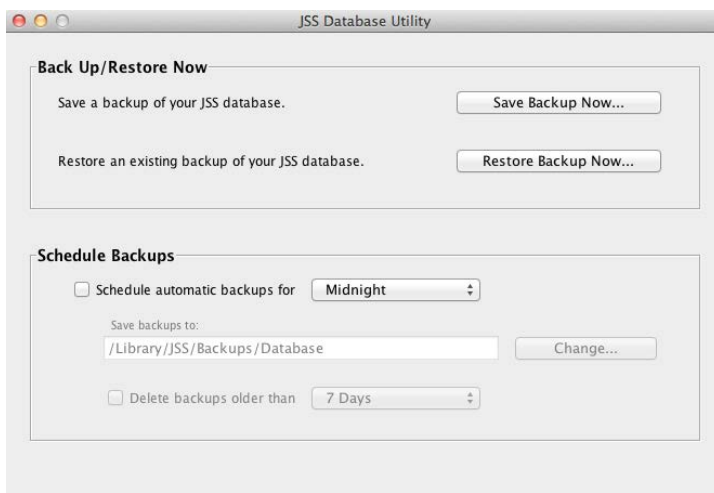 JSS Database Utility
Back Up/Restore Now
Save a backup of your JSS database.
Save Backup Now...
Restore an existing backup of your JSS database.
Restore Backup Now...
Schedule Backups
Schedule automatic backups for
Midnight
Save backups to:
/Library/JSS/Backups/Database
Change...
Delete backups older than
7 Days